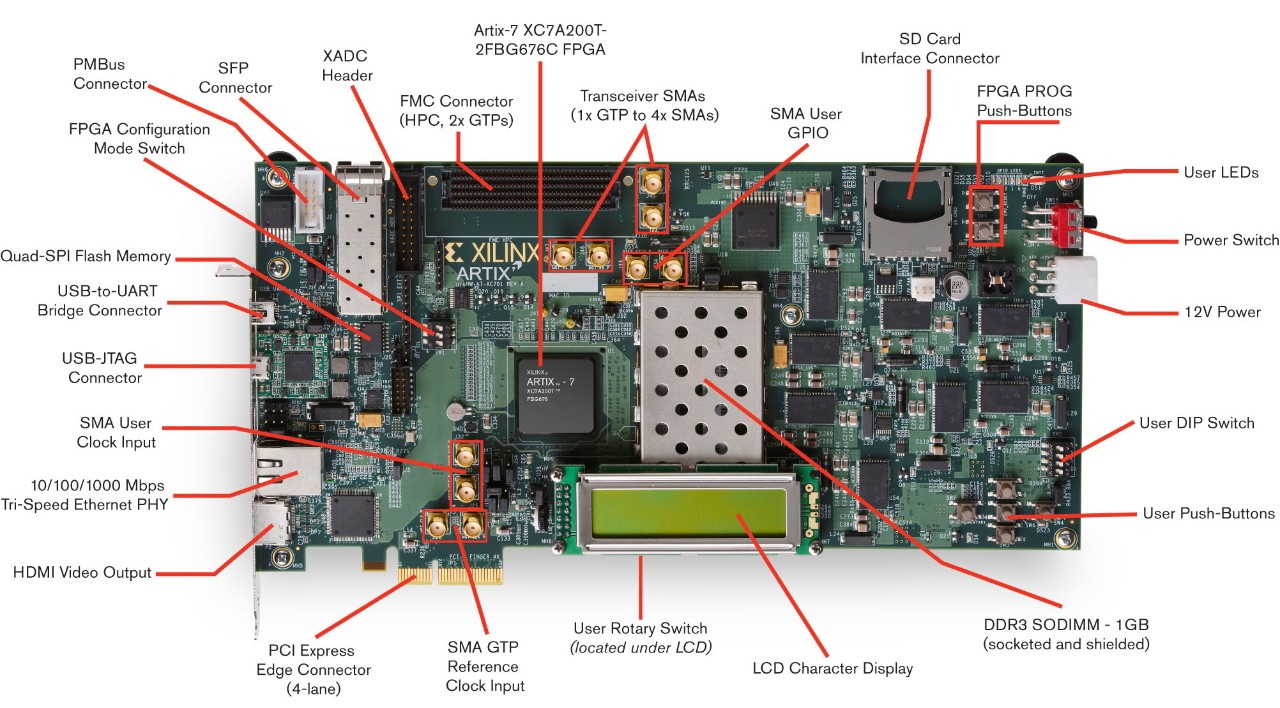 Artix-7 XC7A200T-
2FBG676C FPGA
SD Card
Interface Connector
PMBus
Connector
SFP
Connector
XADC
Header
FMC Connector
(HPC, 2x GTPs)
Transceiver SMAs
(1x GTP to 4x SMAs)
SMA User
GPIO
FPGA PROG
Push-Buttons
FPGA Configuration
Mode Switch
User LEDs
Power Switch
Quad-SPI Flash Memory
XILINX
ARTIX
USB-to-UART
Bridge Connector
12V Power
USB-JTAG
Connector
XILINX
ARTIX - 7
XC7A200T
FBG676
SMA User
Clock Input
User DIP Switch
10/100/1000 Mbps
Tri-Speed Ethernet PHY
User Push-Buttons
HDMI Video Output
PCI Express
Edge Connector
(4-lane)
SMA GTP
Reference
Clock Input
User Rotary Switch
(located under LCD)
LCD Character Display
DDR3 SODIMM - 1GB
(socketed and shielded)